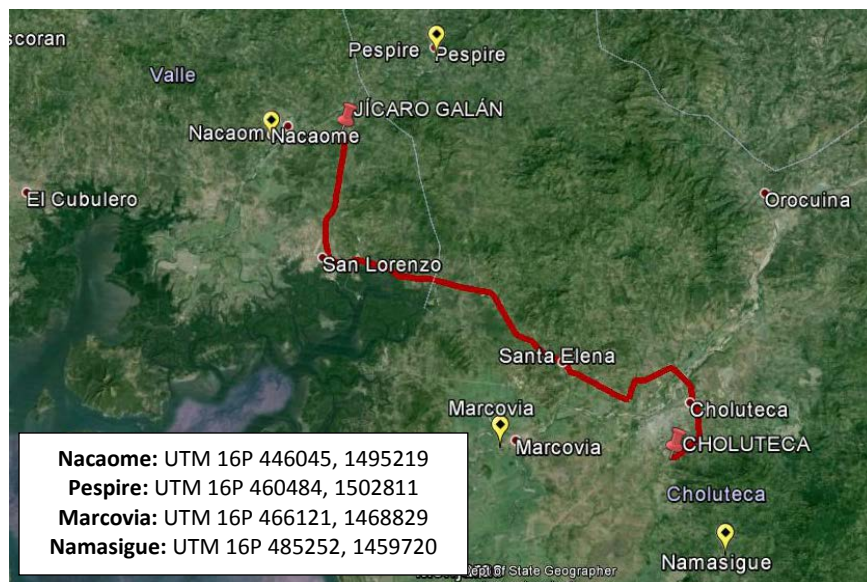 scoran
Pespire Pespire
Valle
JÍCARO GALÁN
Nacaom Nacaome
El Cubulero
Orocuina
San Lorenzo
Santa Elena
Marcovia
Choluteca
Marcovia
CHOLUTECA
Nacaome: UTM 16P 446045, 1495219
Pespire: UTM 16P 460484, 1502811
Marcovia: UTM 16P 466121, 1468829
Namasigue: UTM 16P 485252, 1459720
Choluteca
Namasigue
of State Geographer